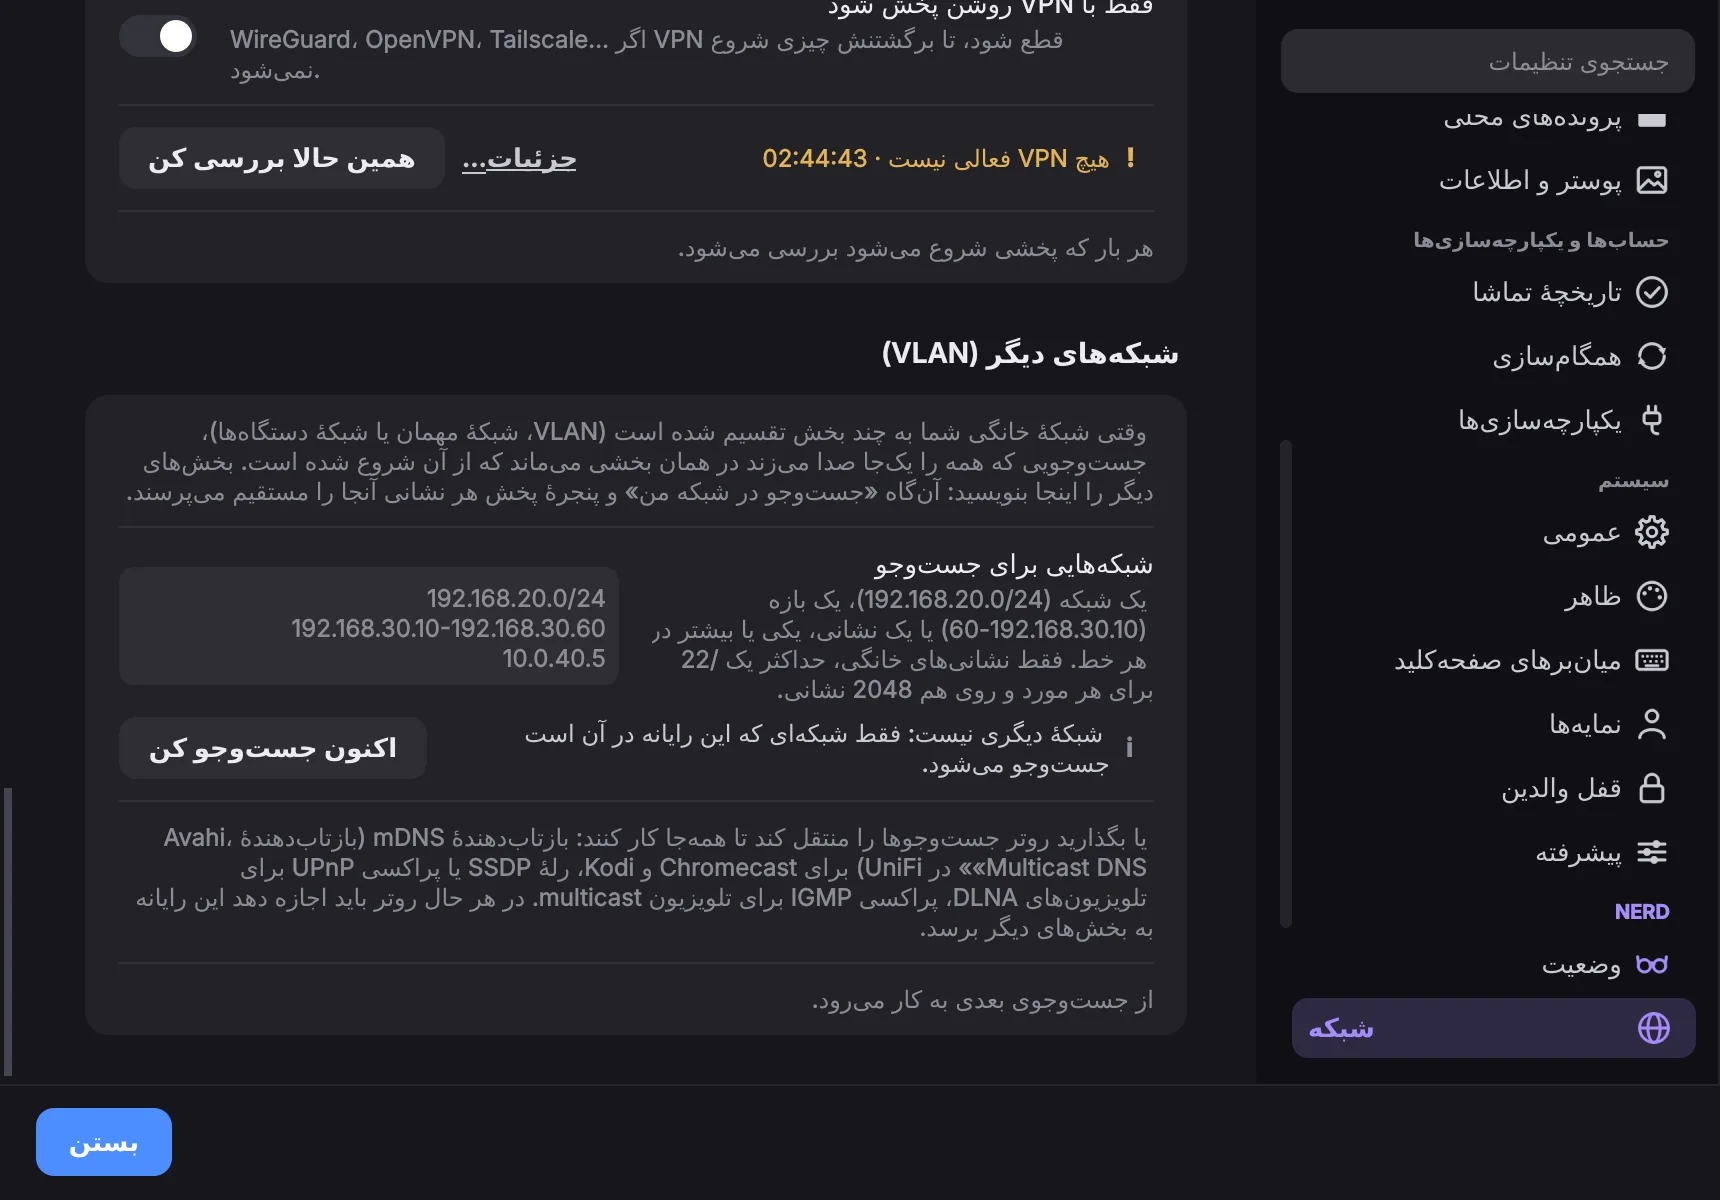 جستجوی تنظیمات
پرونده‌های محلی
پوستر و اطلاعات
حساب‌ها و یکپارچه‌سازی‌ها
تاریخچهٔ تماشا
همگام‌سازی
یکپارچه‌سازی‌ها
سیستم
عمومی
ظاهر
میان‌برهای صفحه‌کلید
نمایه‌ها
قفل والدین
پیشرفته
NERD
وضعیت
شبکه
فقط با VPN روشن پخش شود
WireGuard، OpenVPN، Tailscale... اگر VPN قطع شود، تا برگشتنش چیزی شروع
نمی‌شود.
! هیچ VPN فعالی نیست · 02:44:43
جزئیات...
همین حالا بررسی کن
هر بار که پخشی شروع می‌شود بررسی می‌شود.
شبکه‌های دیگر (VLAN)
وقتی شبکهٔ خانگی شما به چند بخش تقسیم شده است (VLAN، شبکهٔ مهمان یا شبکهٔ دستگاه‌ها)،
جست‌وجویی که همه را یک‌جا صدا می‌زند در همان بخشی می‌ماند که از آن شروع شده است. بخش‌های
دیگر را اینجا بنویسید: آن‌گاه «جست‌وجو در شبکه من» و پنجرهٔ پخش هر نشانی آنجا را مستقیم می‌پرسند.
شبکه‌هایی برای جست‌وجو
یک شبکه (192.168.20.0/24)، یک بازه
(192.168.30.10-60) یا یک نشانی، یکی یا بیشتر در
هر خط. فقط نشانی‌های خانگی، حداکثر یک /22
برای هر مورد و روی هم 2048 نشانی.
192.168.20.0/24
192.168.30.10-192.168.30.60
10.0.40.5
شبکهٔ دیگری نیست: فقط شبکه‌ای که این رایانه در آن است
جست‌وجو می‌شود.
اکنون جست‌وجو کن
یا بگذارید روتر جست‌وجوها را منتقل کند تا همه‌جا کار کنند: بازتاب‌دهندهٔ mDNS (بازتاب‌دهندهٔ Avahi،
«Multicast DNS» در UniFi) برای Chromecast و Kodi، رلهٔ SSDP یا پراکسی UPnP برای
تلویزیون‌های DLNA، پراکسی IGMP برای تلویزیون multicast. در هر حال روتر باید اجازه دهد این رایانه
به بخش‌های دیگر برسد.
از جست‌وجوی بعدی به کار می‌رود.
بستن